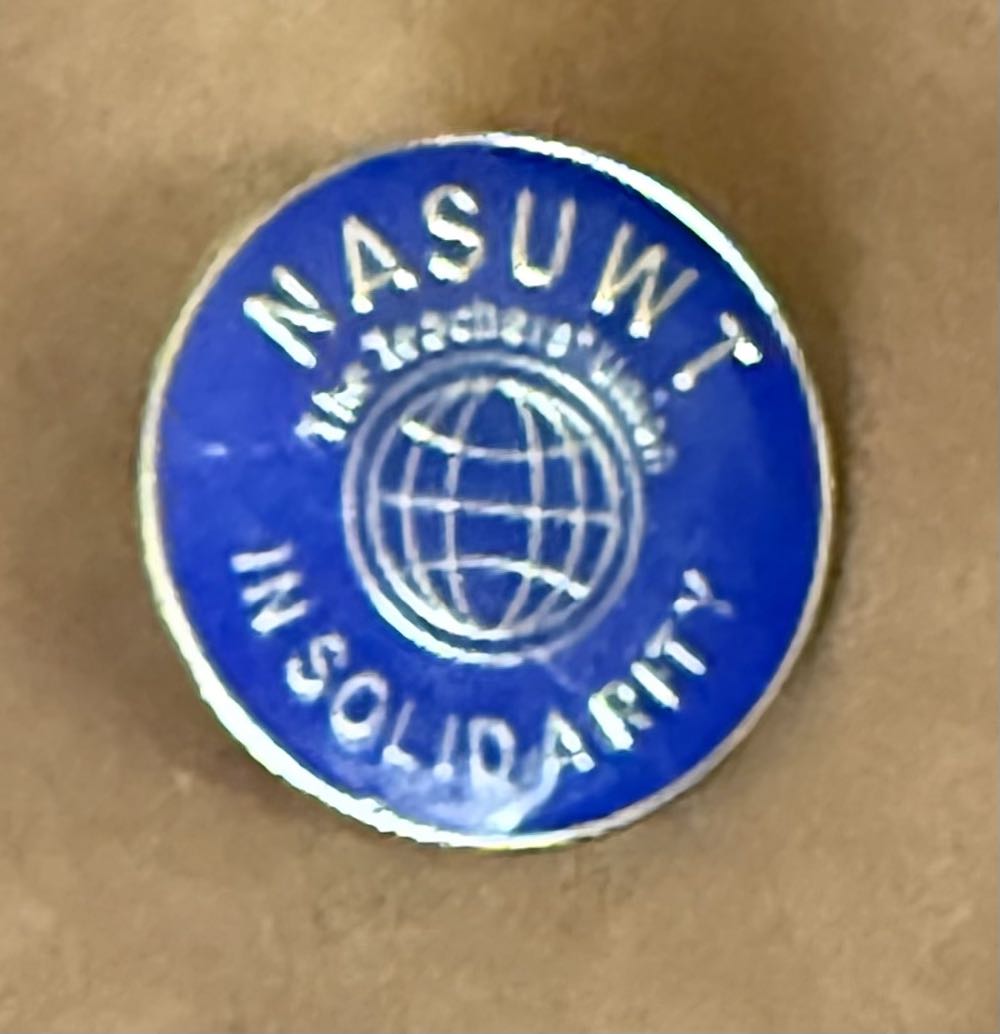 NASUWT
The Teachers' Union
IN SOLIDARITY